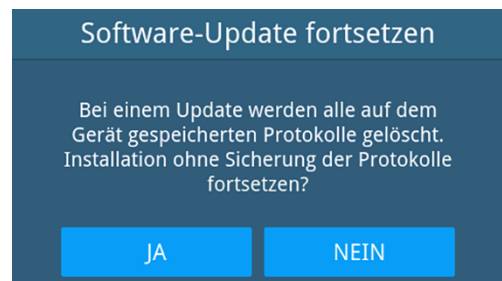 Software-Update fortsetzen
Bei einem Update werden alle auf dem
Gerät gespeicherten Protokolle gelöscht.
Installation ohne Sicherung der Protokolle
fortsetzen?
JA
NEIN